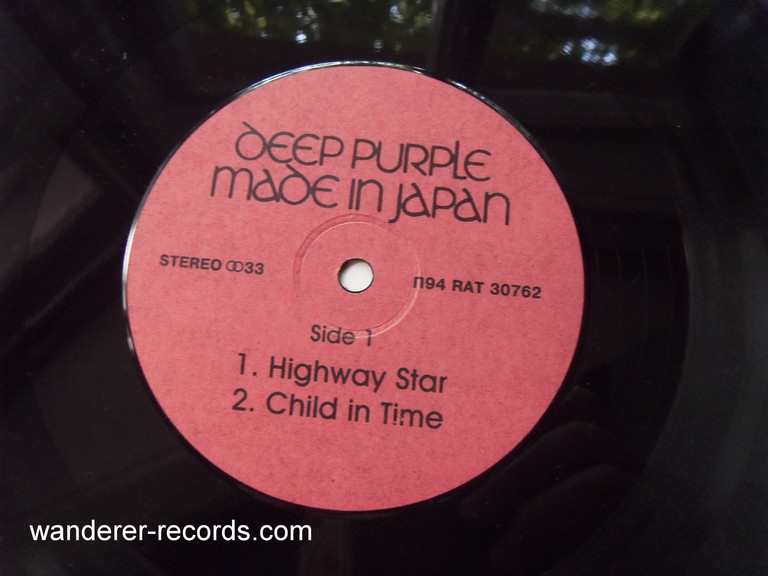 DEEP PURPLE
MADE IN JAPAN
STEREO ꝏ33
П94 RAT 30762
Side 1
1. Highway Star
2. Child in Time
wanderer-records.com